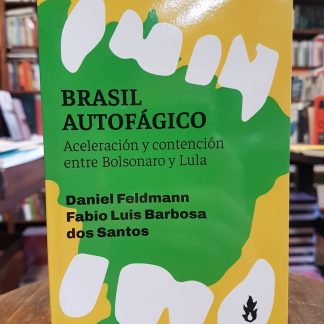 BRASIL
AUTOFÁGICO
Aceleración y contención
entre Bolsonaro y Lula
Daniel Feldmann
Fabio Luis Barbosa
dos Santos